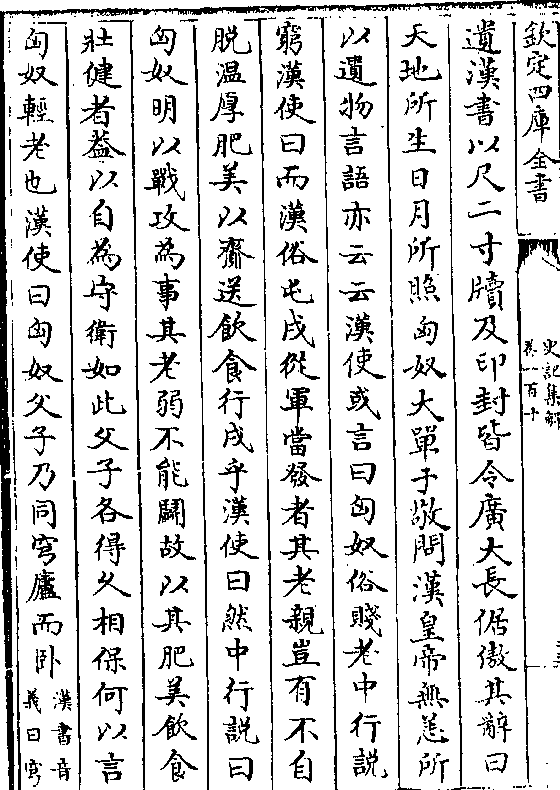 欽定四庫全書
史記集解
卷一百十
遺漢書以尺二寸牘及印封皆令廣大長倨傲其辭曰
天地所生日月所照匈奴大單于敬問漢皇帝無恙所
以遺物言語亦云云漢使或言曰匈奴俗賤老中行説
窮漢使曰而漢俗屯戍從軍當發者其老親豈有不自
脱温厚肥美以齎送飲食行戍乎漢使曰然中行説曰
匈奴明以戰攻為事其老弱不能鬭故以其肥美飲食
壯健者葢以自為守衛如此父子各得乆相保何以言
匈奴輕老也漢使曰匈奴父子乃同穹廬而卧
漢書音
義曰穹